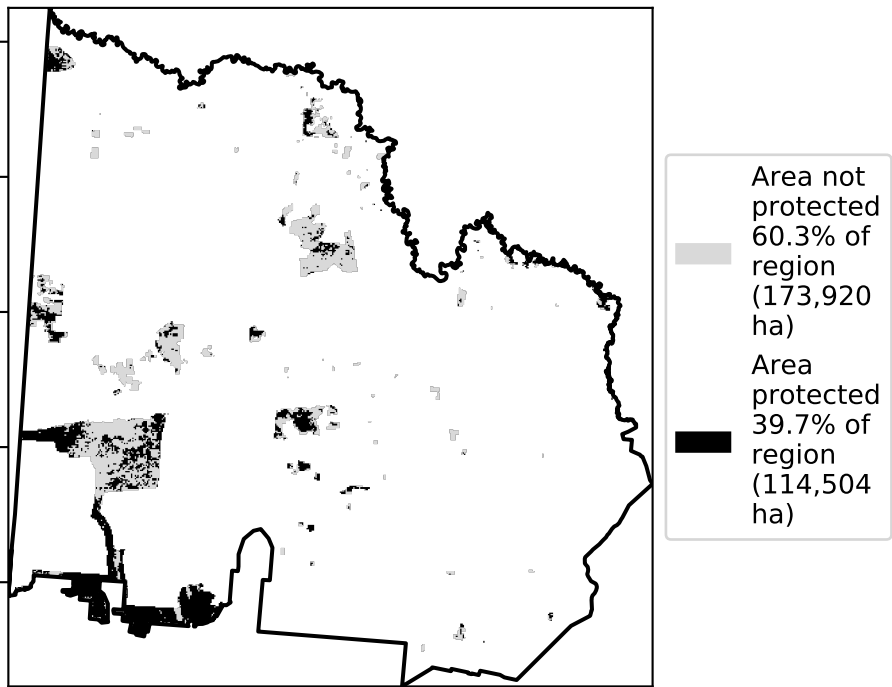 Area not
protected
60.3% of
region
(173,920
ha)
Area
protected
39.7% of
region
(114,504
ha)